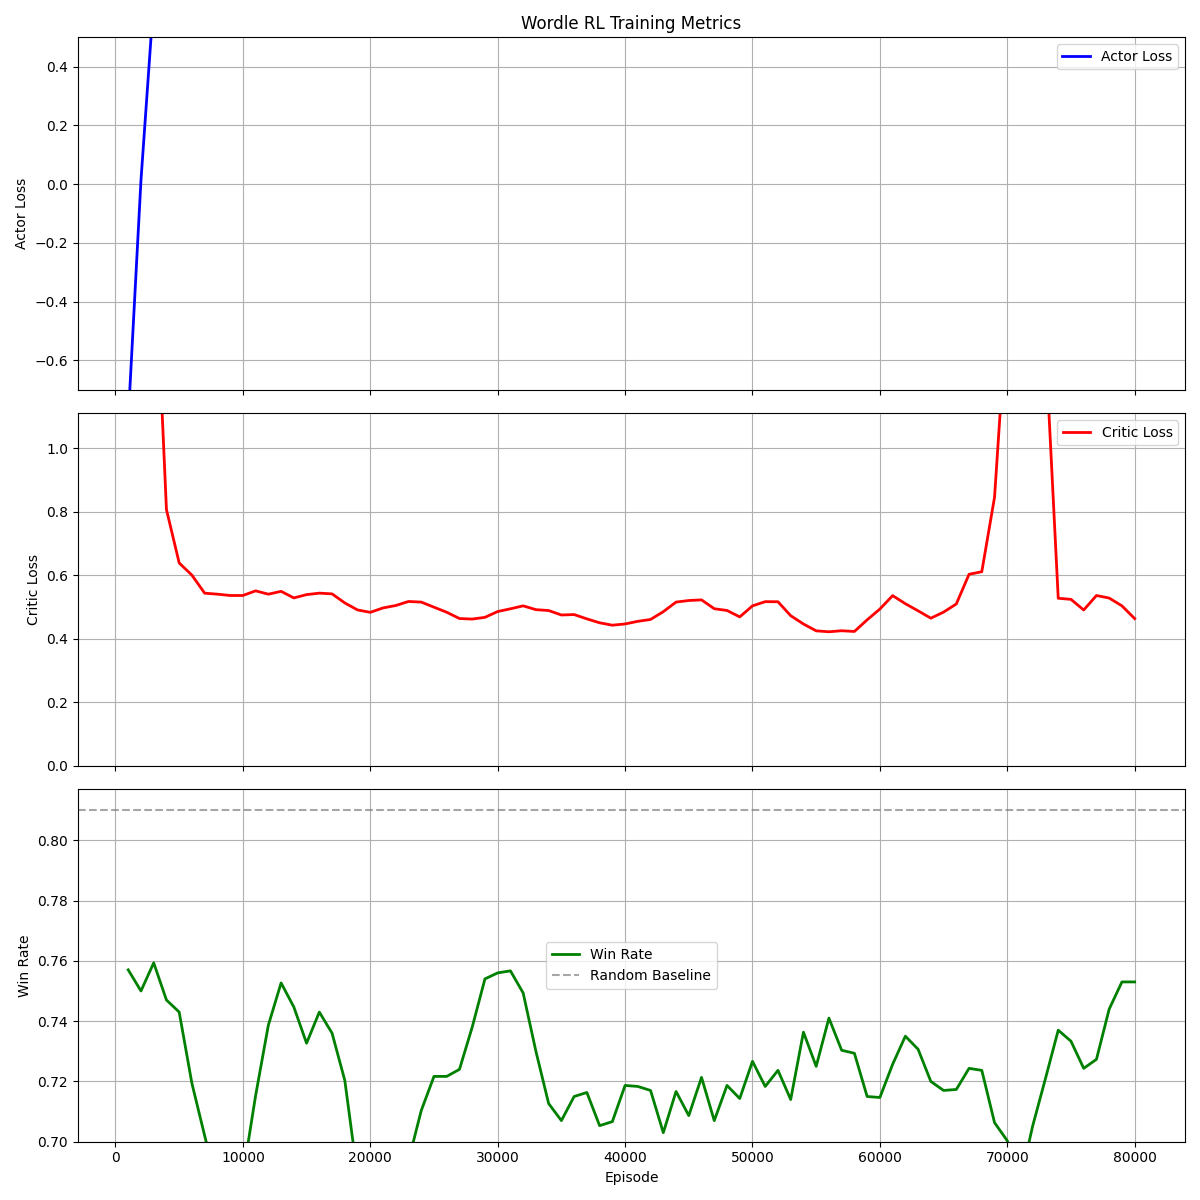 Wordle RL Training Metrics
Actor Loss
0.4
0.2
0.0
−0.2
−0.4
−0.6
Actor Loss
Critic Loss
1.0
0.8
0.6
0.4
0.2
0.0
Critic Loss
0.80
0.78
0.76
0.74
0.72
0.70
Win Rate
Win Rate
Random Baseline
0 10000 20000 30000 40000 50000 60000 70000 80000
Episode